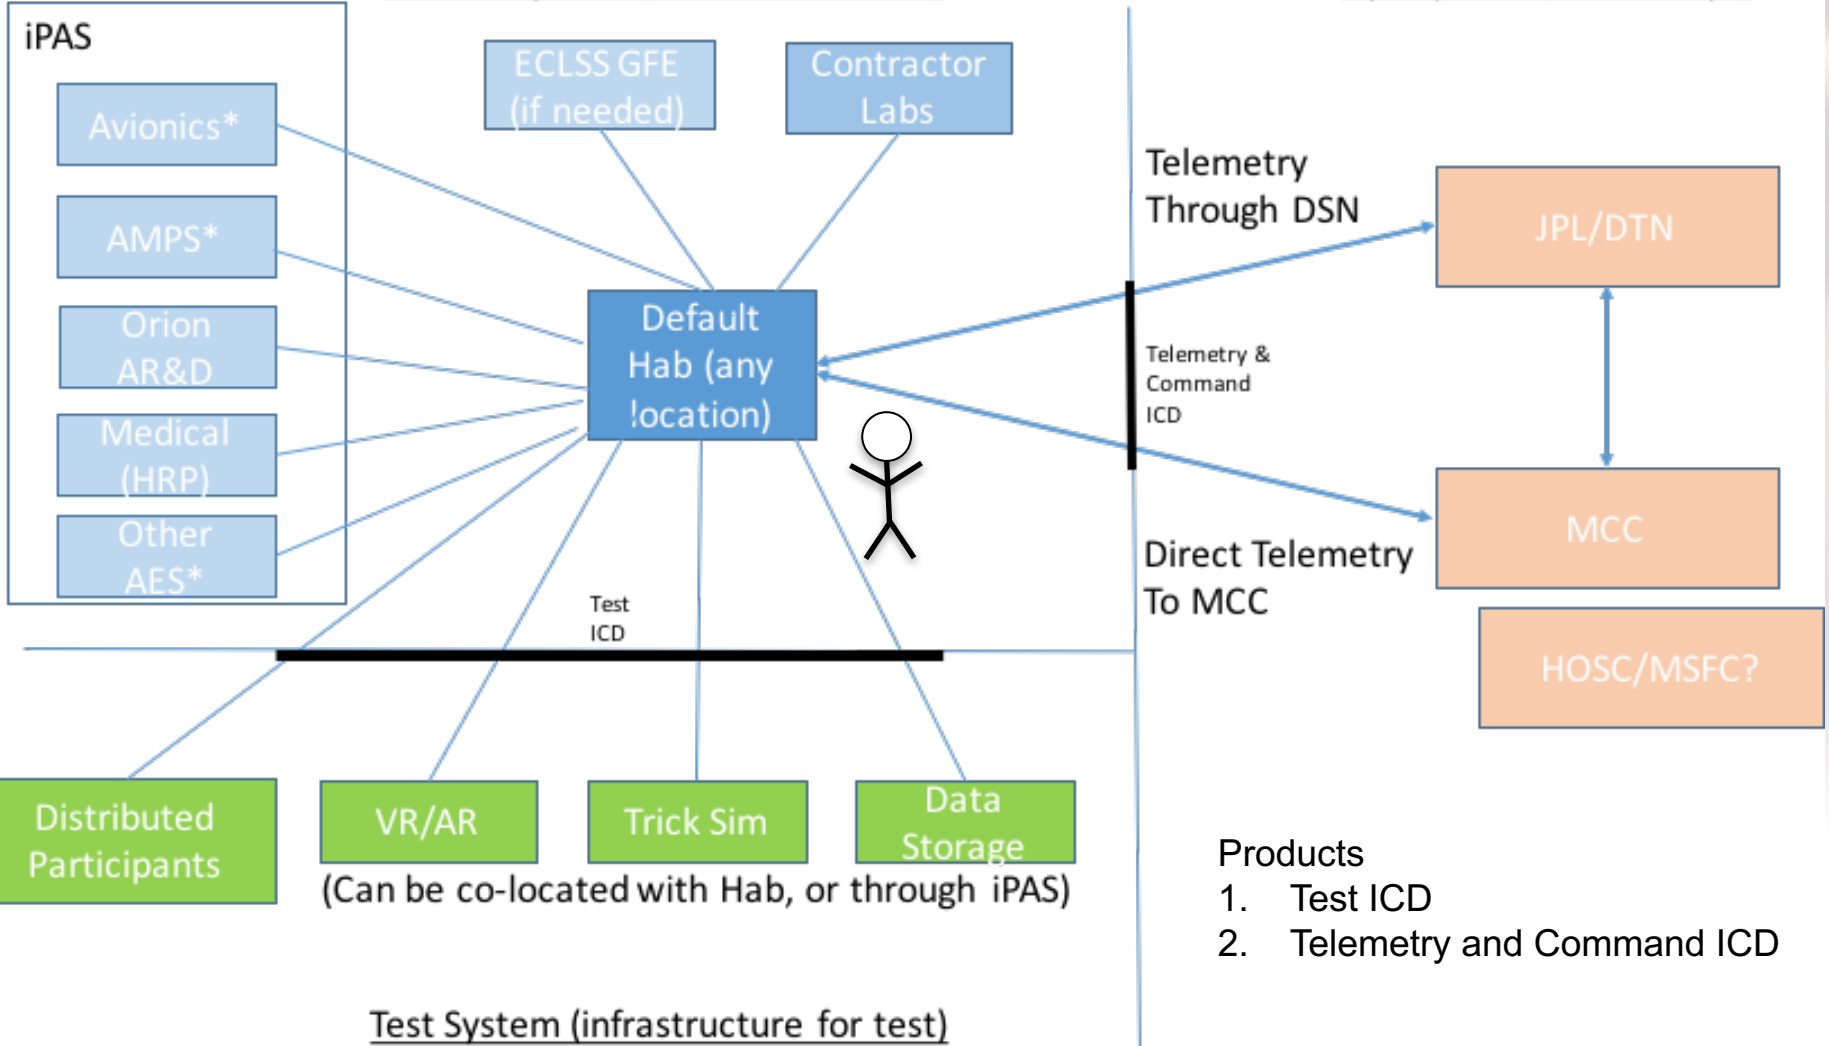 iPAS
Avionics*
AMPS*
Orion
AR&D
Medical
(HRP)
Other
AES*
ECLSS GFE
(if needed)
Contractor
Labs
Default
Hab (any
location)
Telemetry
Through DSN
Telemetry &
Command
ICD
Direct Telemetry
To MCC
JPL/DTN
MCC
HOSC/MSFC?
Test
ICD
Distributed
Participants
VR/AR
Trick Sim
Data
Storage
(Can be co-located with Hab, or through iPAS)
Products
1. Test ICD
2. Telemetry and Command ICD
Test System (infrastructure for test)